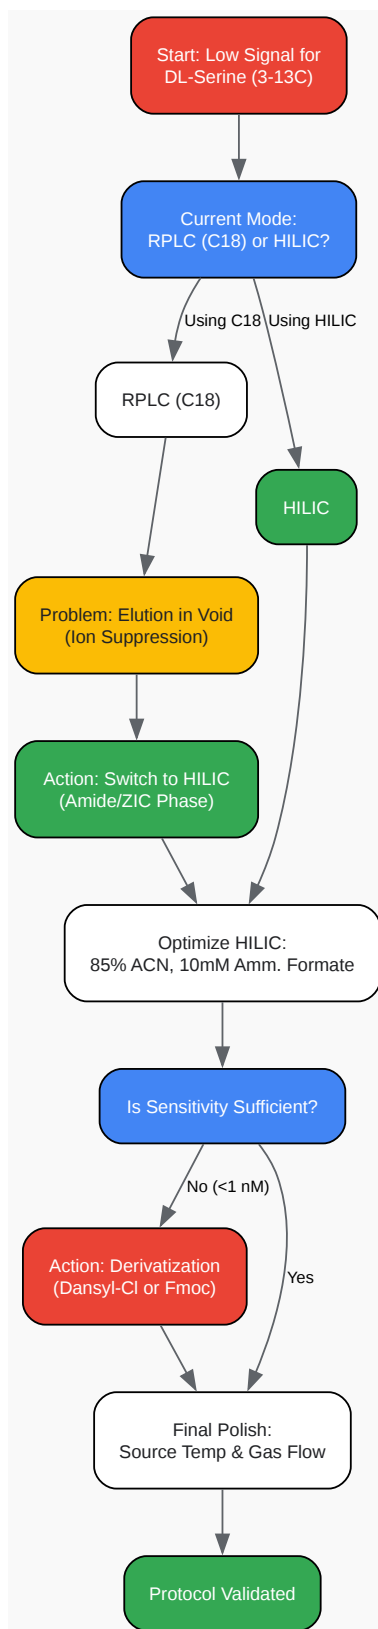 Start: Low Signal for
DL-Serine (3-13C)
Current Mode:
RPLC (C18) or HILIC?
Using C18
Using HILIC
RPLC (C18)
HILIC
Problem: Elution in Void
(Ion Suppression)
Action: Switch to HILIC
(Amide/ZIC Phase)
Optimize HILIC:
85% ACN, 10mM Amm. Formate
Is Sensitivity Sufficient?
No (<1 nM)
Action: Derivatization
(Dansyl-Cl or Fmoc)
Yes
Final Polish:
Source Temp & Gas Flow
Protocol Validated